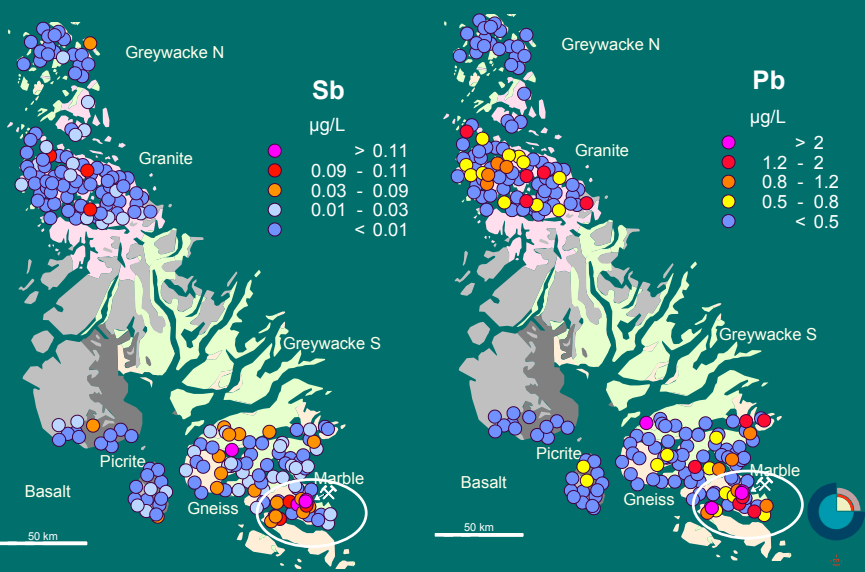 Greywacke N
Sb
µg/L
> 0.11
0.09 - 0.11
0.03 - 0.09
0.01 - 0.03
< 0.01
Granite
Greywacke S
Picrite
Basalt
Marble
Gneiss
50 km
Greywacke N
Pb
µg/L
> 2
1.2 - 2
0.8 - 1.2
0.5 - 0.8
< 0.5
Granite
Greywacke S
Picrite
Basalt
Marble
Gneiss
50 km